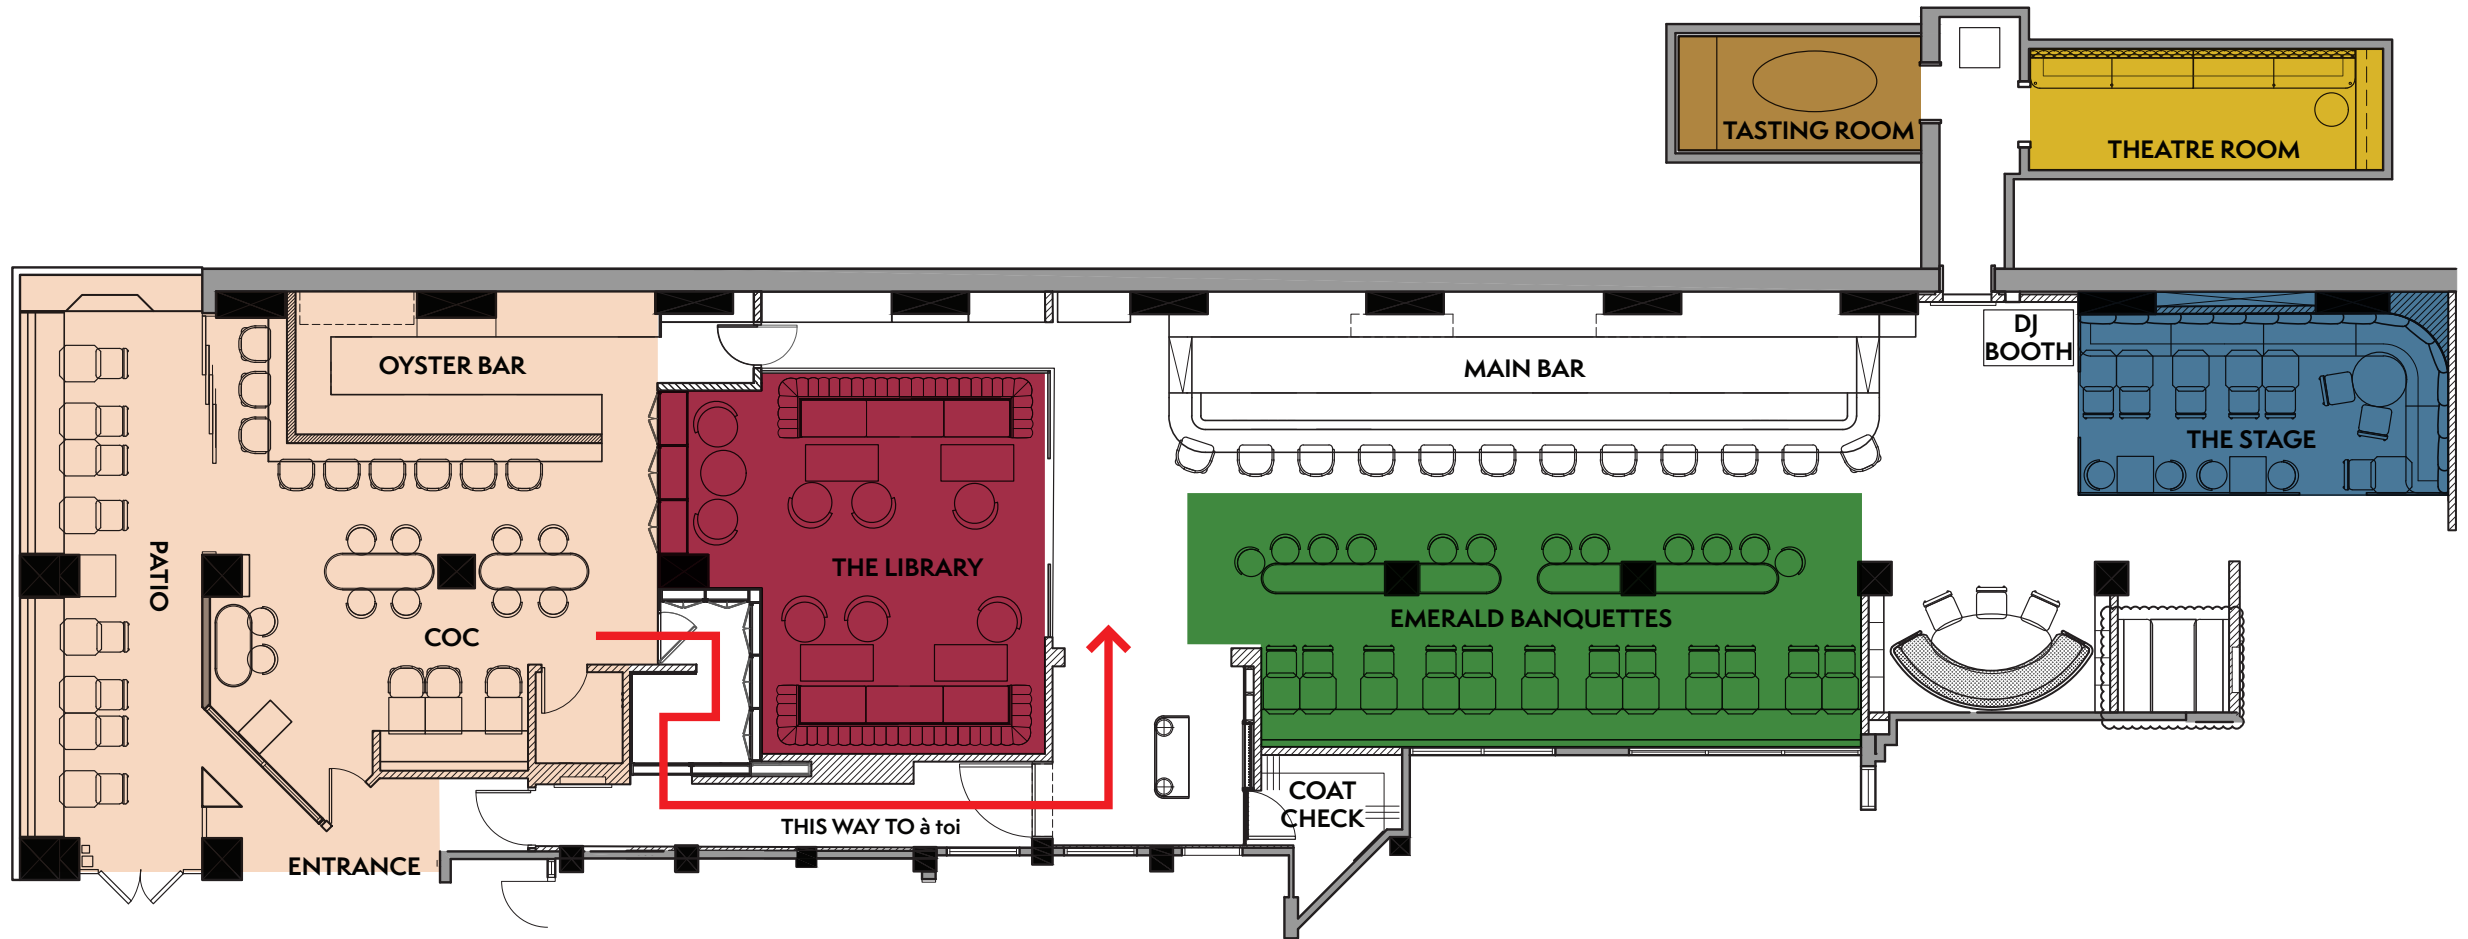 TASTING ROOM
THEATRE ROOM
OYSTER BAR
MAIN BAR
DJ
BOOTH
THE STAGE
PATIO
THE LIBRARY
COC
EMERALD BANQUETTES
COAT
CHECK
THIS WAY TO à toi
ENTRANCE